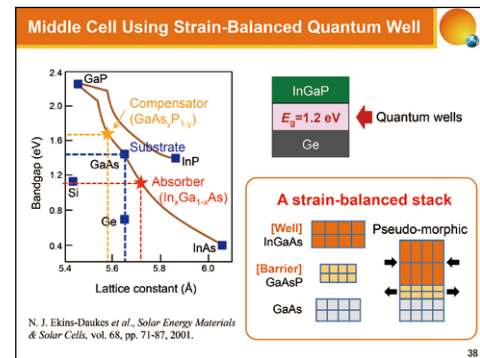 Middle Cell Using Strain-Balanced Quantum Well
2.4
2.0
1.6
1.2
0.8
0.4
Bandgap (eV)
GaP
Compensator
(GaAsyP1-y)
Substrate
GaAs
InP
Absorber
(InxGa1-xAs)
Si
Ge
InAs
5.4
5.6
5.8
6.0
Lattice constant (Å)
InGaP
Eg=1.2 eV
Ge
Quantum wells
A strain-balanced stack
[Well]
InGaAs
Pseudo-morphic
[Barrier]
GaAsP
GaAs
N. J. Ekins-Daukes et al., Solar Energy Materials
& Solar Cells, vol. 68, pp. 71-87, 2001.
38